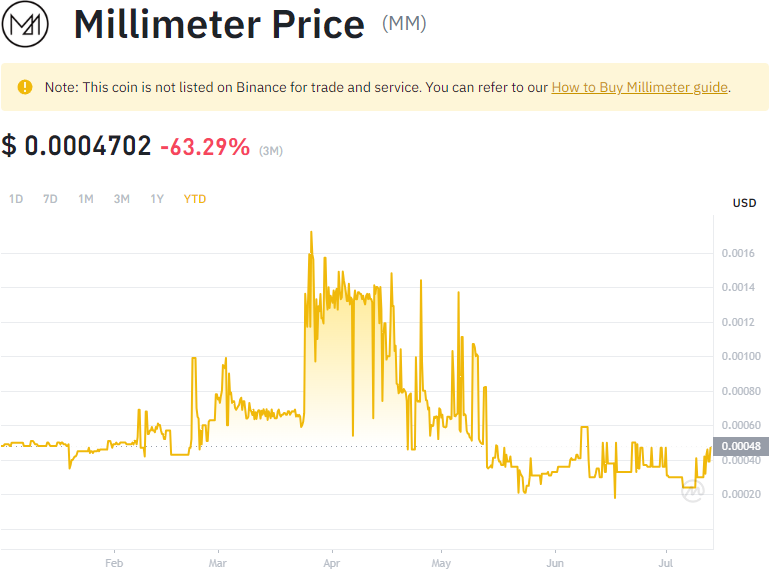 Millimeter Price (MM)
Note: This coin is not listed on Binance for trade and service. You can refer to our How to Buy Millimeter guide.
$ 0.0004702 -63.29% (3M)
1D 7D 1M 3M 1Y YTD
USD
0.0016
0.0014
0.0012
0.00100
0.00080
0.00060
0.00048
0.00040
0.00020
Feb Mar Apr May Jun Jul